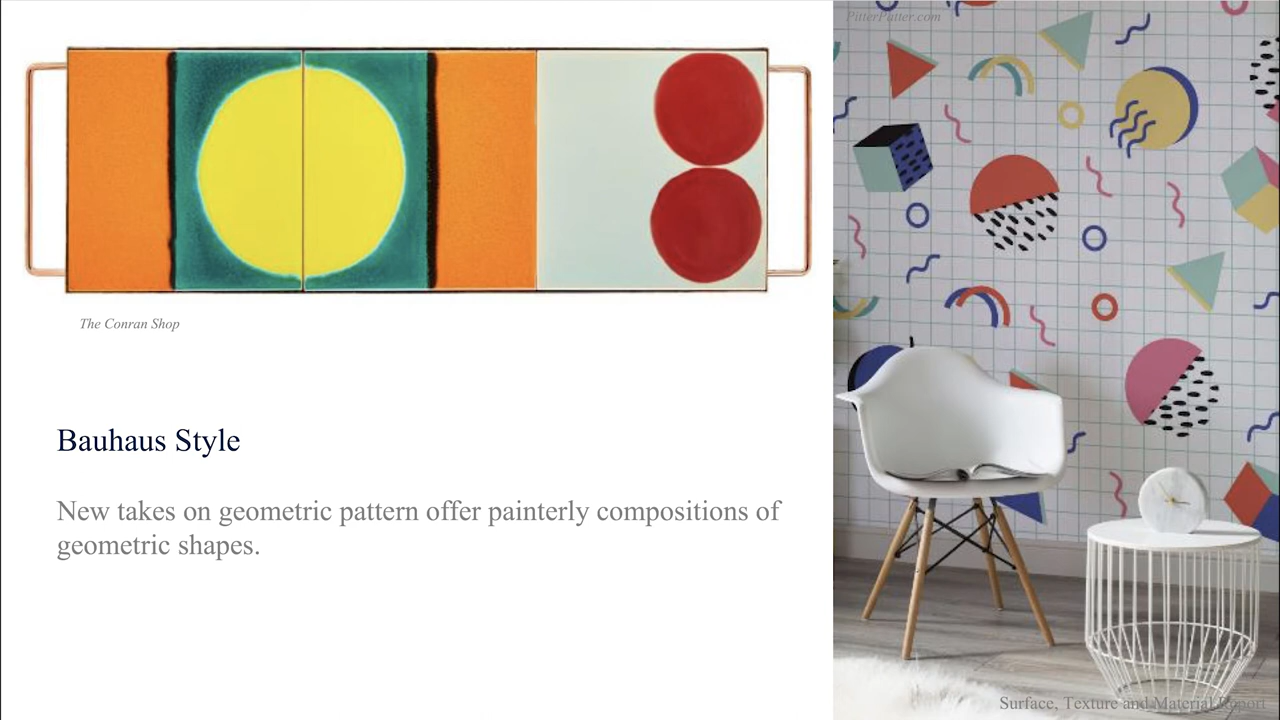 PitterPatter.com
The Conran Shop
Bauhaus Style
New takes on geometric pattern offer painterly compositions of
geometric shapes.
Surface, Texture and Material Report